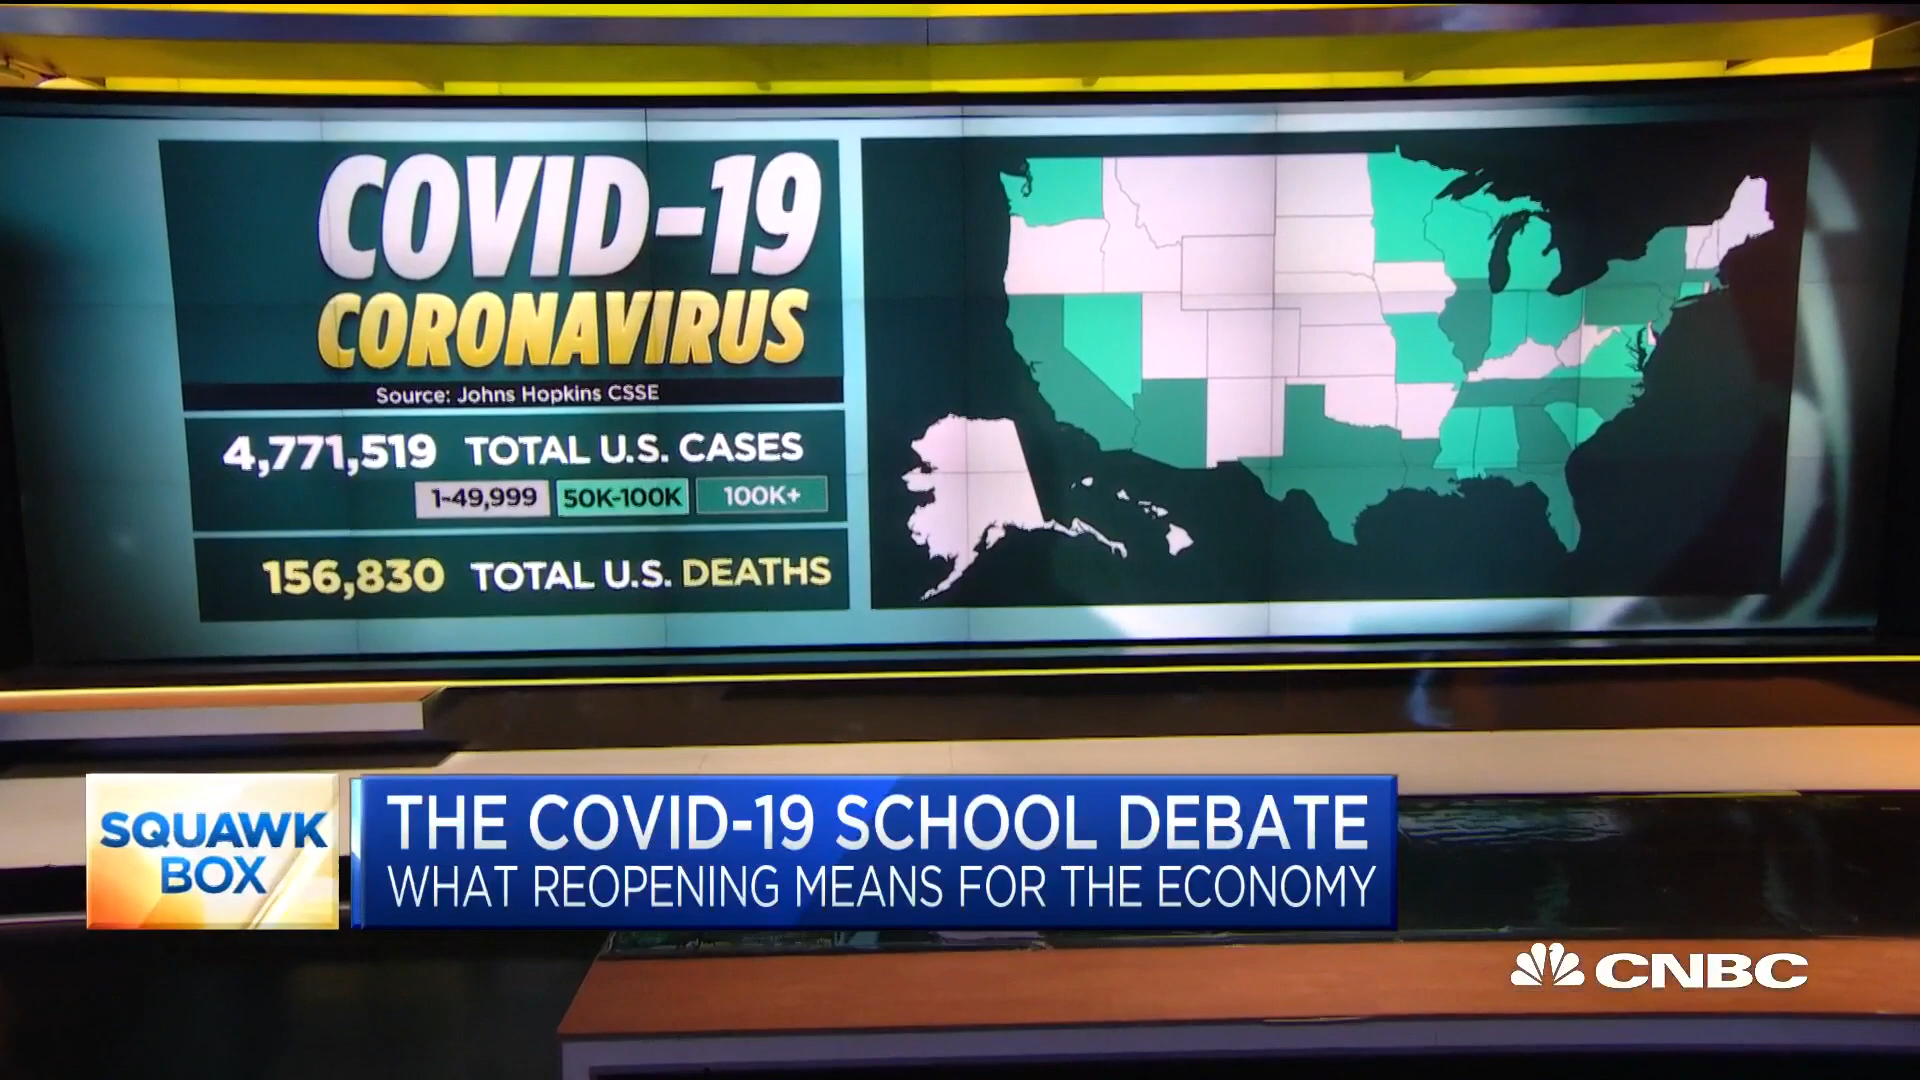 COVID-19
CORONAVIRUS
Source: Johns Hopkins CSSE
4,771,519 TOTAL U.S. CASES
1-49,999 50K-100K 100K+
156,830 TOTAL U.S. DEATHS
SQUAWK
BOX
THE COVID-19 SCHOOL DEBATE
WHAT REOPENING MEANS FOR THE ECONOMY
CNBC